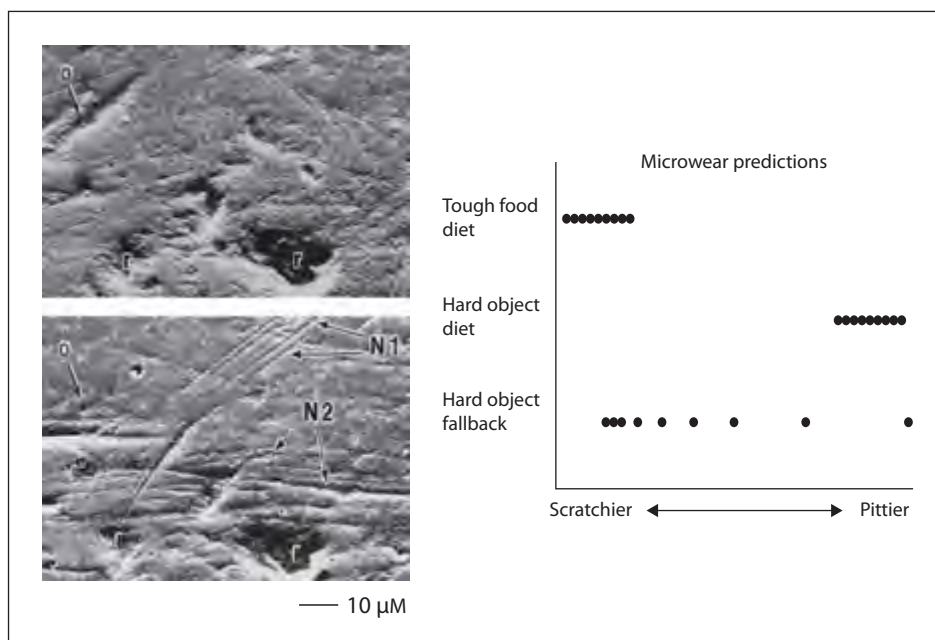 o
r
r
N1
o
N2
r
r
10 µM
Microwear predictions
Tough food
diet
Hard object
diet
Hard object
fallback
Scratchier
Pittier